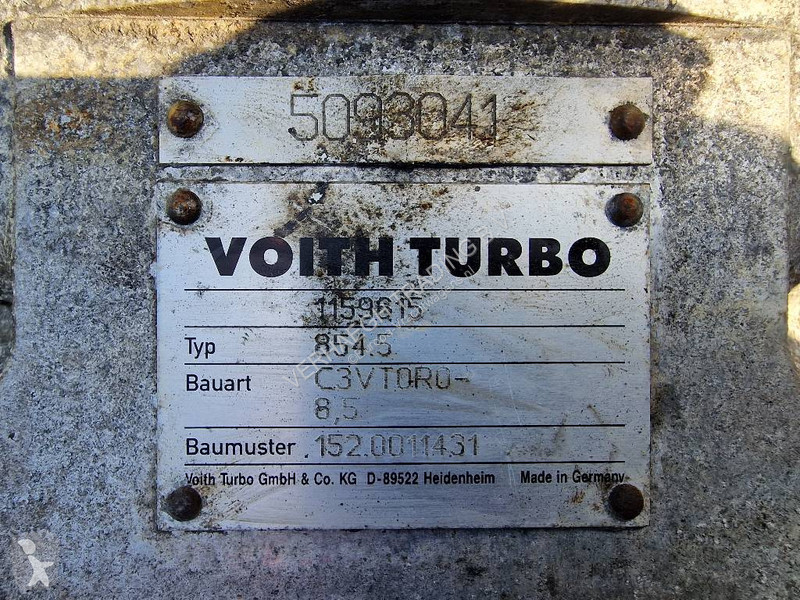 5093041
VOITH TURBO
1159615
Typ 854.5
Bauart C3VT0R0-
8,5
Baumuster 152.0011431
Voith Turbo GmbH & Co. KG D-89522 Heidenheim Made in Germany